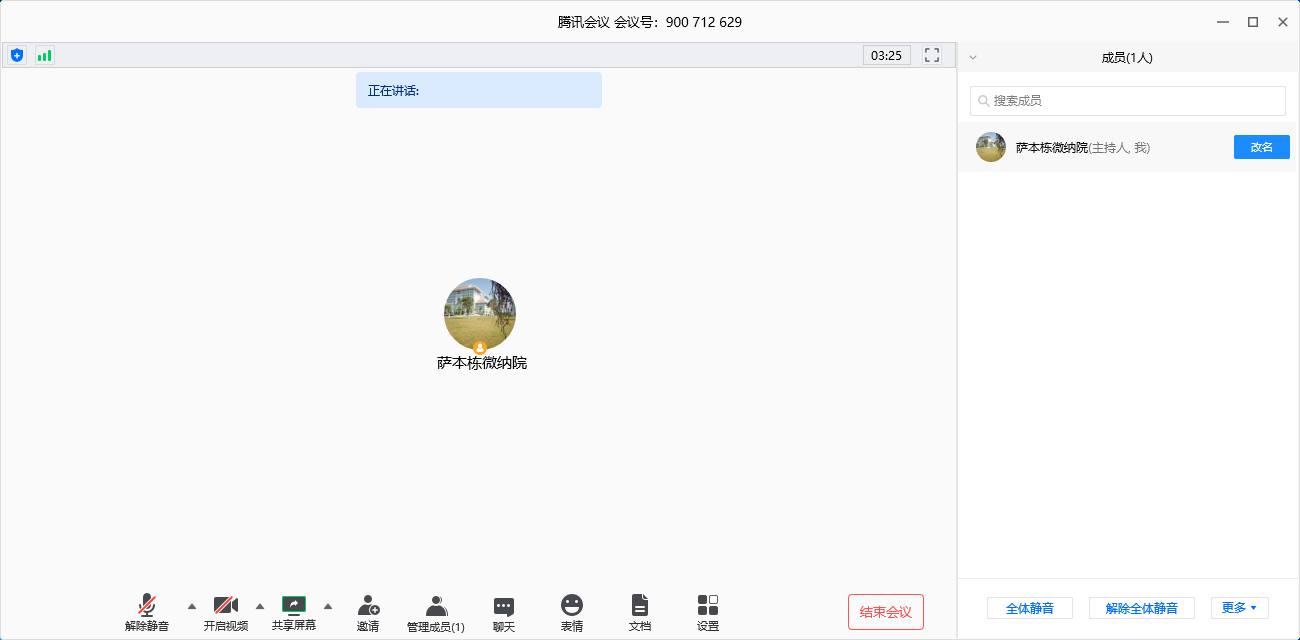 腾讯会议 会议号：900 712 629
03:25
正在讲话:
萨本栋微纳院
解除静音
开启视频
共享屏幕
邀请
管理成员(1)
聊天
表情
文档
设置
结束会议
成员(1人)
搜索成员
萨本栋微纳院(主持人, 我)
改名
全体静音
解除全体静音
更多